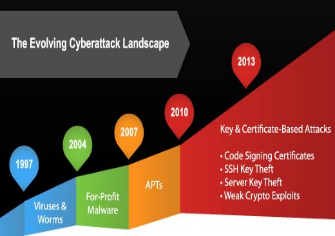 The Evolving Cyberattack Landscape
1997
2004
2007
2010
2013
Viruses &
Worms
For-Profit
Malware
APTs
Key & Certificate-Based Attacks
• Code Signing Certificates
• SSH Key Theft
• Server Key Theft
• Weak Crypto Exploits